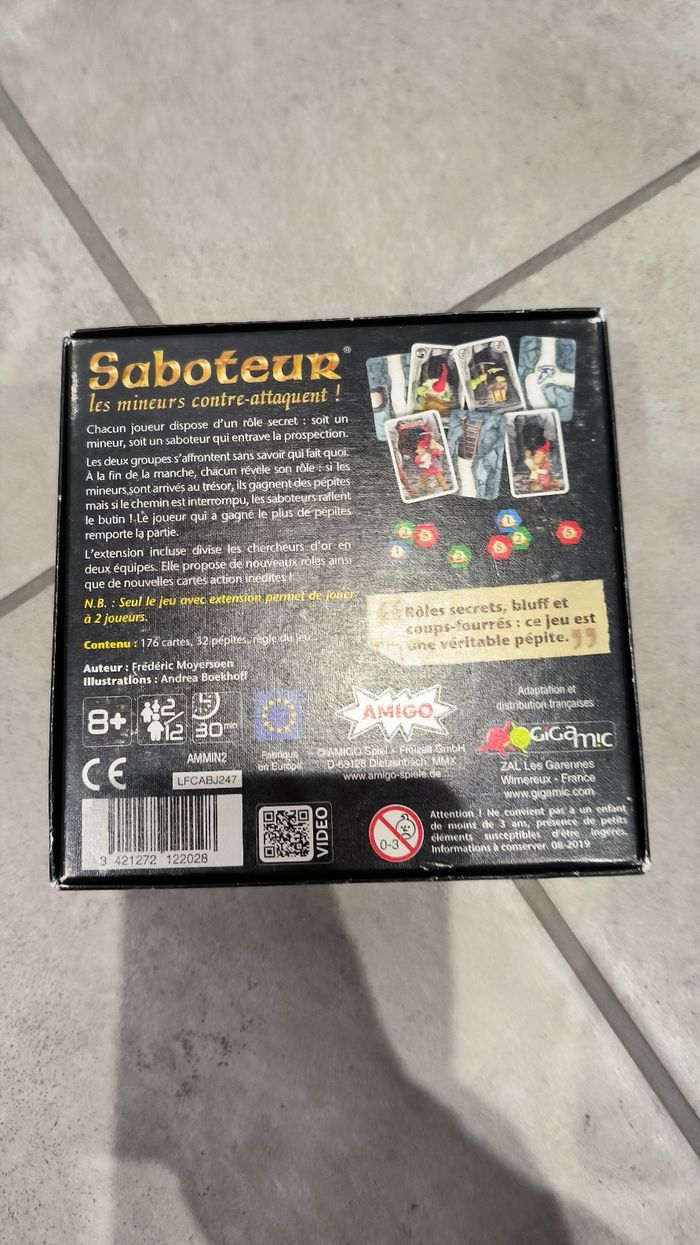 Saboteur®
les mineurs contre-attaquent !
Chacun joueur dispose d'un rôle secret : soit un
mineur, soit un saboteur qui entrave la prospection.
Les deux groupes s'affrontent sans savoir qui fait quoi.
À la fin de la manche, chacun révèle son rôle : si les
mineurs sont arrivés au trésor, ils gagnent des pépites
mais si le chemin est interrompu, les saboteurs raflent
le butin ! Le joueur qui a gagné le plus de pépites
remporte la partie.
L'extension incluse divise les chercheurs d'or en
deux équipes. Elle propose de nouveaux rôles ainsi
que de nouvelles cartes action inédites !
N.B. : Seul le jeu avec extension permet de jouer
à 2 joueurs.
Contenu : 176 cartes, 32 pépites, règle du jeu
Auteur : Frédéric Moyersoen
Illustrations : Andrea Boekhoff
Rôles secrets, bluff et
coups-fourrés : ce jeu est
une véritable pépite.
8+
2
12
30 min
Fabriqué
en Europe
AMIGO
© AMIGO Spiel + Freizeit GmbH
D-63128 Dietzenbach, MMX
www.amigo-spiele.de
Adaptation et
distribution françaises
GIGAMIC
ZAL Les Garennes
Wimereux - France
www.gigamic.com
CE
AMMIN2
LFCABJ247
3 421272 122028
VIDEO
0-3
Attention ! Ne convient pas à un enfant
de moins de 3 ans, présence de petits
éléments susceptibles d'être ingérés.
Informations à conserver 08-2019